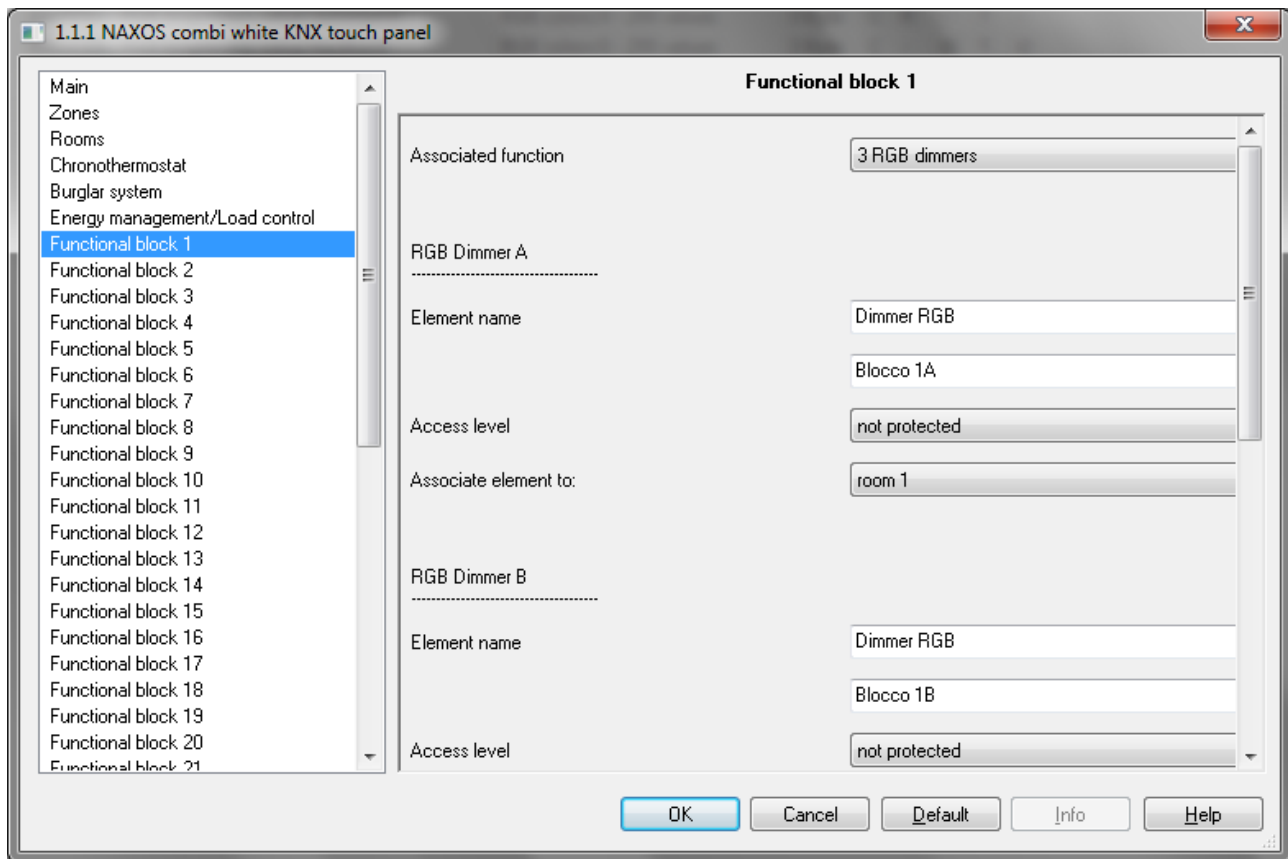 1.1.1 NAXOS combi white KNX touch panel
Main
Zones
Rooms
Chronothermostat
Burglar system
Energy management/Load control
Functional block 1
Functional block 2
Functional block 3
Functional block 4
Functional block 5
Functional block 6
Functional block 7
Functional block 8
Functional block 9
Functional block 10
Functional block 11
Functional block 12
Functional block 13
Functional block 14
Functional block 15
Functional block 16
Functional block 17
Functional block 18
Functional block 19
Functional block 20
Functional block 21
Functional block 1
Associated function
3 RGB dimmers
RGB Dimmer A
-------------------------------------
Element name
Dimmer RGB
Blocco 1A
Access level
not protected
Associate element to:
room 1
RGB Dimmer B
-------------------------------------
Element name
Dimmer RGB
Blocco 1B
Access level
not protected
OK
Cancel
Default
Info
Help